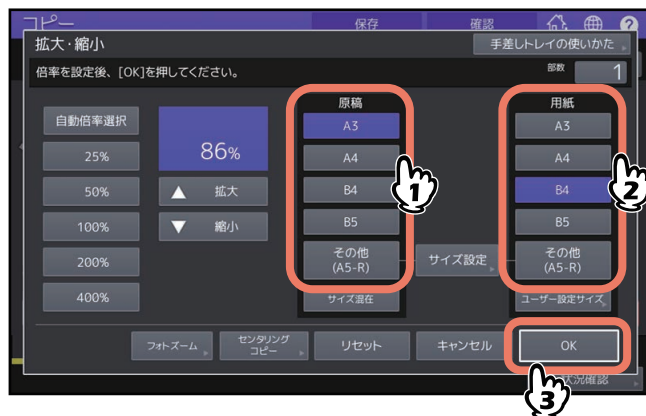 コピー
保存
確認
拡大・縮小
手差しトレイの使いかた
倍率を設定後、[OK]を押してください。
部数
1
自動倍率選択
25%
50%
100%
200%
400%
86%
拡大
縮小
原稿
A3
A4
B4
B5
その他
(A5-R)
サイズ混在
サイズ設定
用紙
A3
A4
B4
B5
その他
(A5-R)
ユーザー設定サイズ
1
2
フォトズーム
センタリング
コピー
リセット
キャンセル
OK
3
状況確認